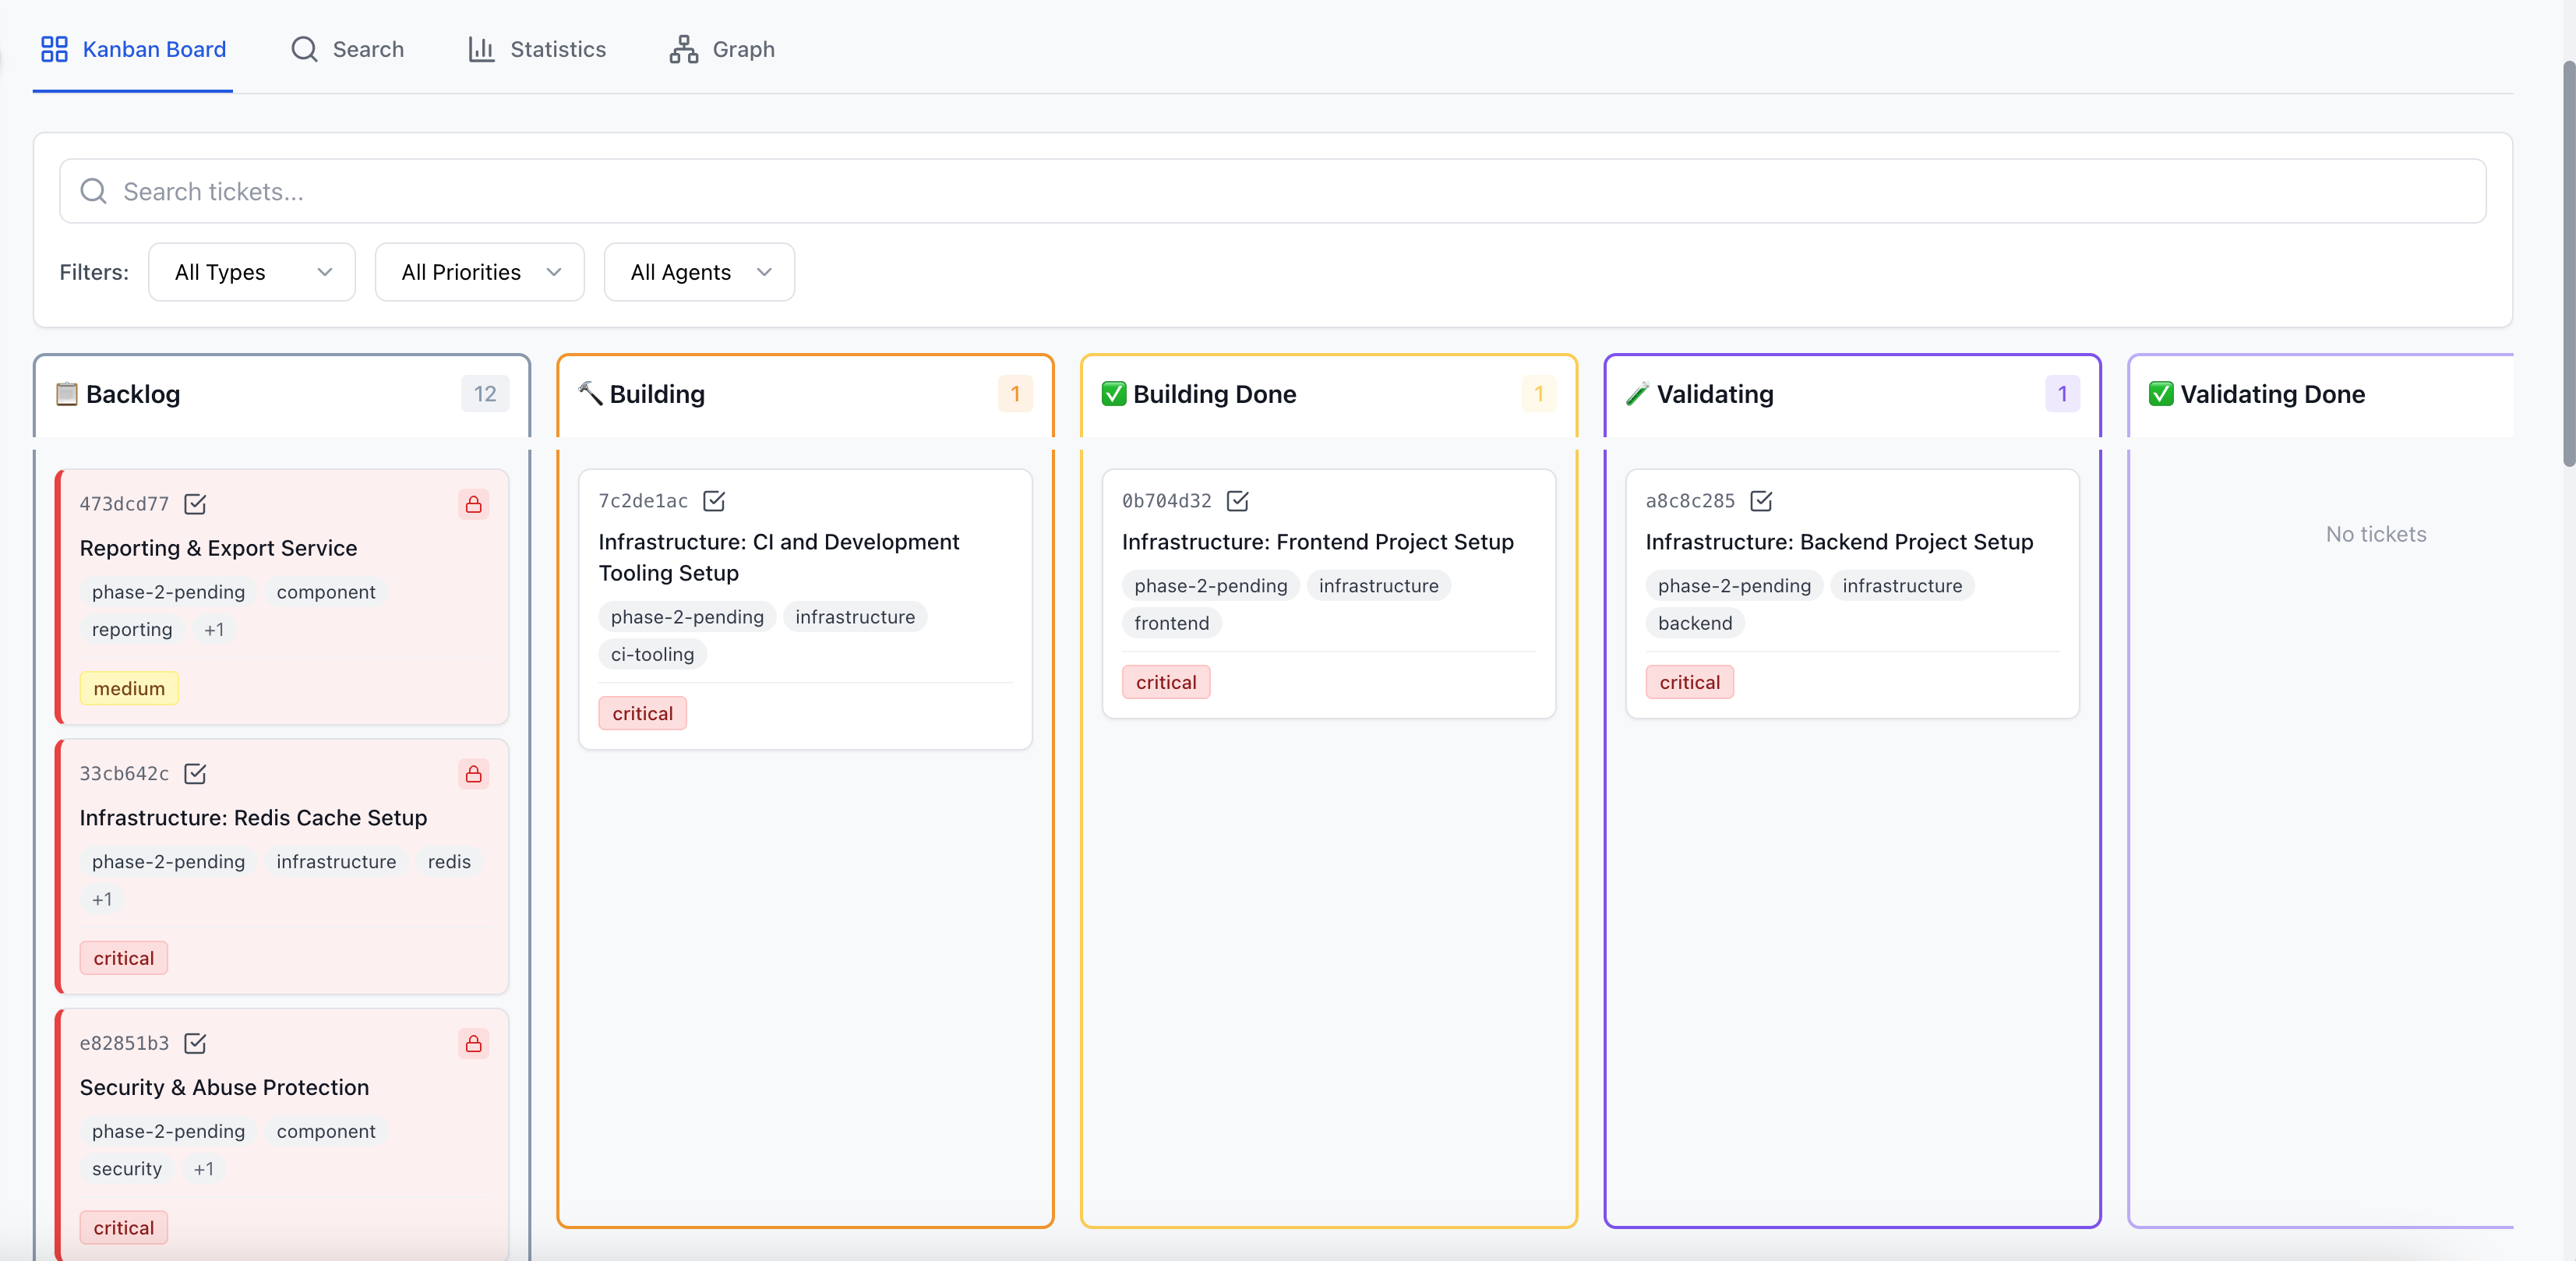 Kanban Board Search Statistics Graph
Search tickets...
Filters: All Types All Priorities All Agents
Backlog 12
473dcd77
Reporting & Export Service
phase-2-pending component
reporting +1
medium
33cb642c
Infrastructure: Redis Cache Setup
phase-2-pending infrastructure redis
+1
critical
e82851b3
Security & Abuse Protection
phase-2-pending component
security +1
critical
Building 1
7c2de1ac
Infrastructure: CI and Development
Tooling Setup
phase-2-pending infrastructure
ci-tooling
critical
Building Done 1
0b704d32
Infrastructure: Frontend Project Setup
phase-2-pending infrastructure
frontend
critical
Validating 1
a8c8c285
Infrastructure: Backend Project Setup
phase-2-pending infrastructure
backend
critical
Validating Done
No tickets